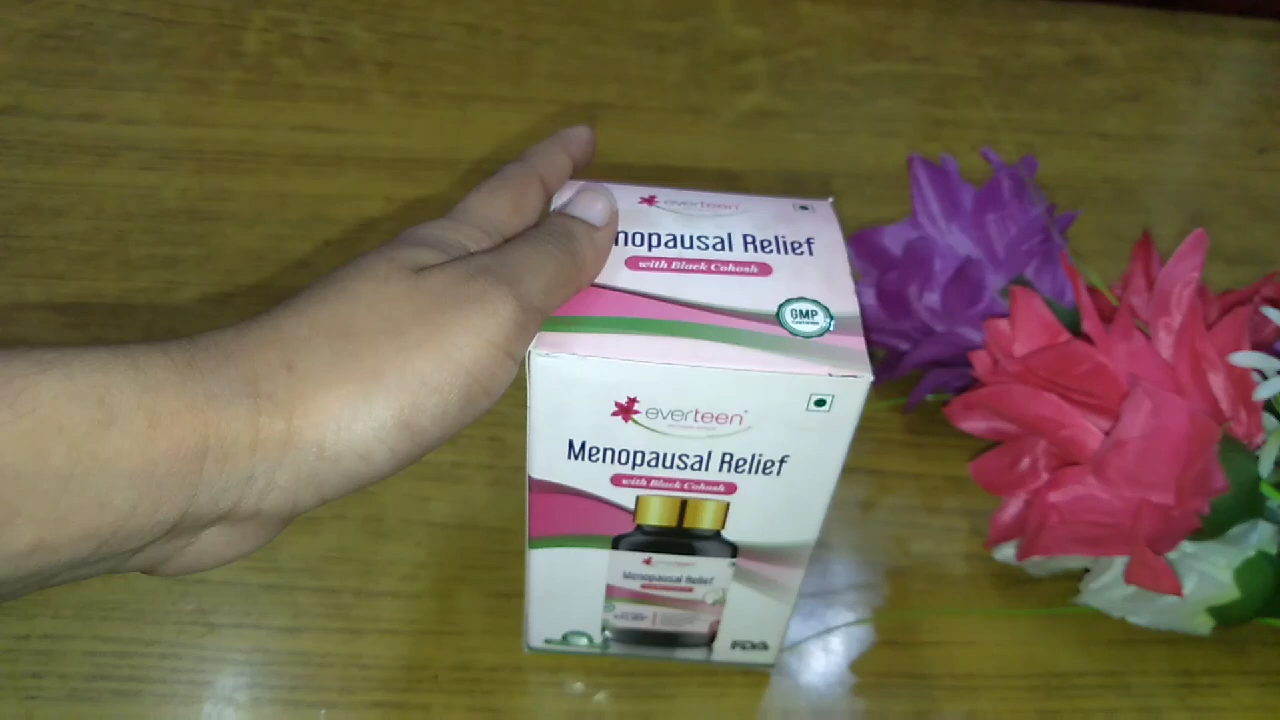 everteen
nopausal Relief
with Black Cohosh
GMP
everteen
Menopausal Relief
with Black Cohosh
everteen
Menopausal Relief
FDA